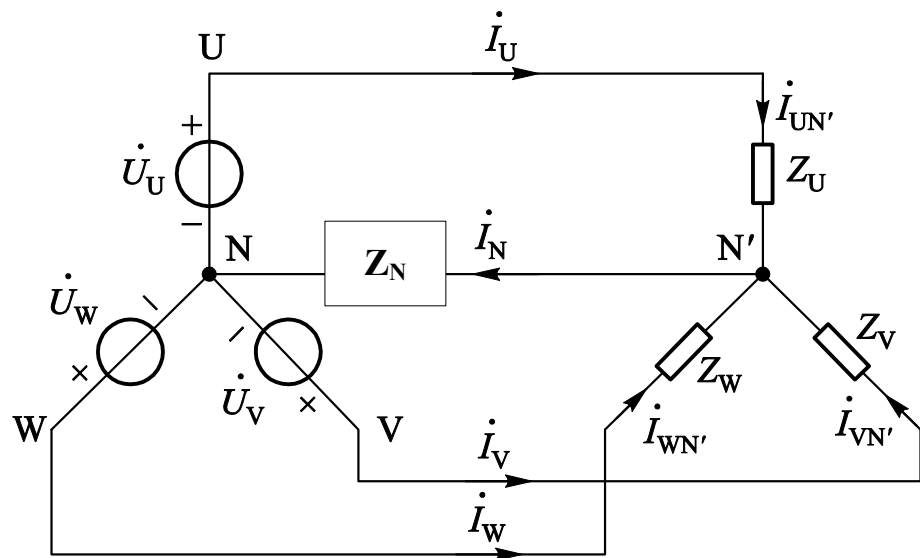 U
İ_U
İ_UN′
+
U̇_U
Z_U
−
N
Z_N
İ_N
N′
U̇_W
−
−
Z_V
+
U̇_V
+
Z_W
W
V
İ_WN′
İ_VN′
İ_V
İ_W